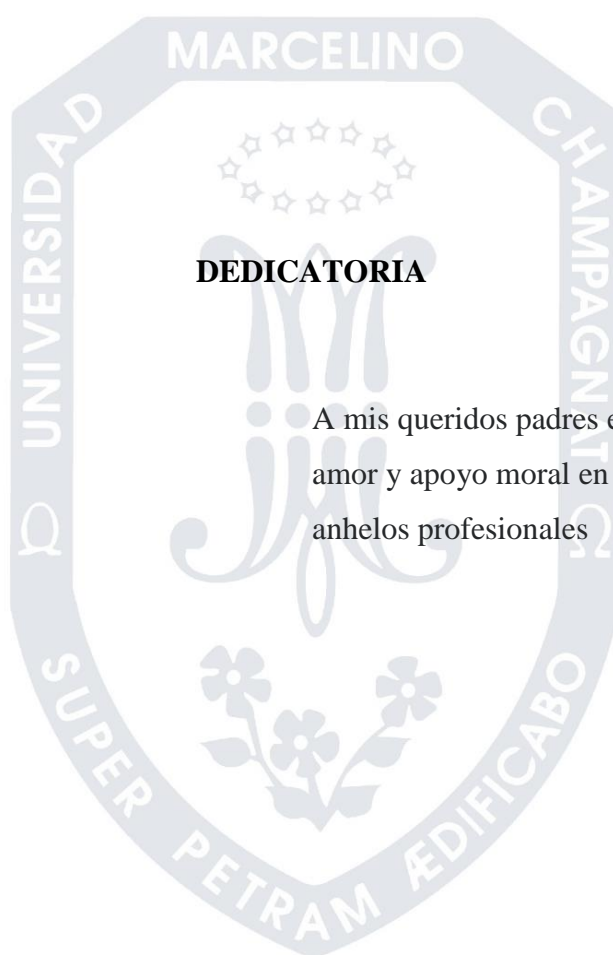 MARCELINO
CHAMPAGNAT
UNIVERSIDAD
DEDICATORIA
A mis queridos padres e
amor y apoyo moral en
anhelos profesionales
SUPER PETRAM ÆDIFICABO